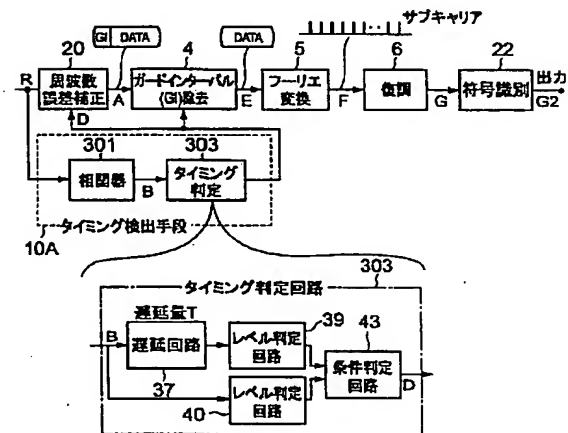 サブキャリア
20
GI DATA
4
DATA
5
6
22
R
周波数
誤差補正
A
ガードインターバル
(GI)除去
E
フーリエ
変換
F
復調
G
符号識別
出力
G2
D
301
303
相関器
B
タイミング
判定
タイミング検出手段
10A
タイミング判定回路
303
遅延量T
39
43
B
遅延回路
レベル判定
回路
条件判定
回路
D
37
40
レベル判定
回路